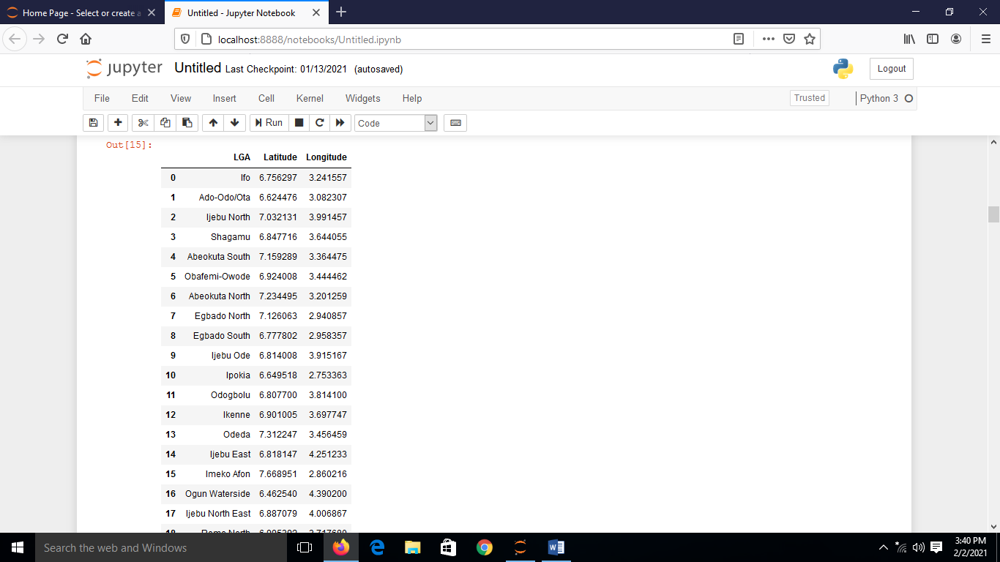 Home Page - Select or create a
Untitled - Jupyter Notebook
localhost:8888/notebooks/Untitled.ipynb
jupyter Untitled Last Checkpoint: 01/13/2021 (autosaved)
Logout
File Edit View Insert Cell Kernel Widgets Help
Trusted
Python 3
Run
Code
Out[15]:
LGA Latitude Longitude
0 Ifo 6.756297 3.241557
1 Ado-Odo/Ota 6.624476 3.082307
2 Ijebu North 7.032131 3.991457
3 Shagamu 6.847716 3.644055
4 Abeokuta South 7.159289 3.364475
5 Obafemi-Owode 6.924008 3.444462
6 Abeokuta North 7.234495 3.201259
7 Egbado North 7.126063 2.940857
8 Egbado South 6.777802 2.958357
9 Ijebu Ode 6.814008 3.915167
10 Ipokia 6.649518 2.753363
11 Odogbolu 6.807700 3.814100
12 Ikenne 6.901005 3.697747
13 Odeda 7.312247 3.456459
14 Ijebu East 6.818147 4.251233
15 Imeko Afon 7.668951 2.860216
16 Ogun Waterside 6.462540 4.390200
17 Ijebu North East 6.887079 4.006867
18
Search the web and Windows
3:40 PM
2/2/2021